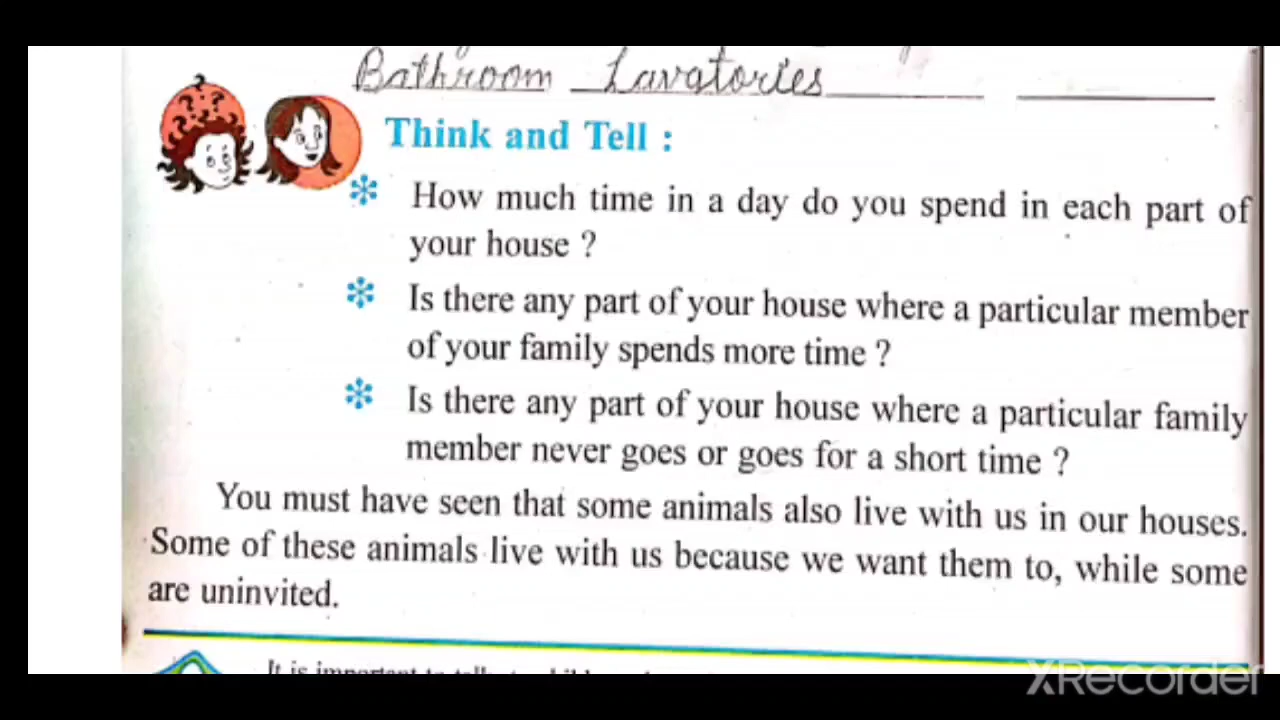 Bathroom Lavatories
Think and Tell :
How much time in a day do you spend in each part of
your house ?
Is there any part of your house where a particular member
of your family spends more time ?
Is there any part of your house where a particular family
member never goes or goes for a short time ?
You must have seen that some animals also live with us in our houses.
Some of these animals live with us because we want them to, while some
are uninvited.
It is important to
XRecorder